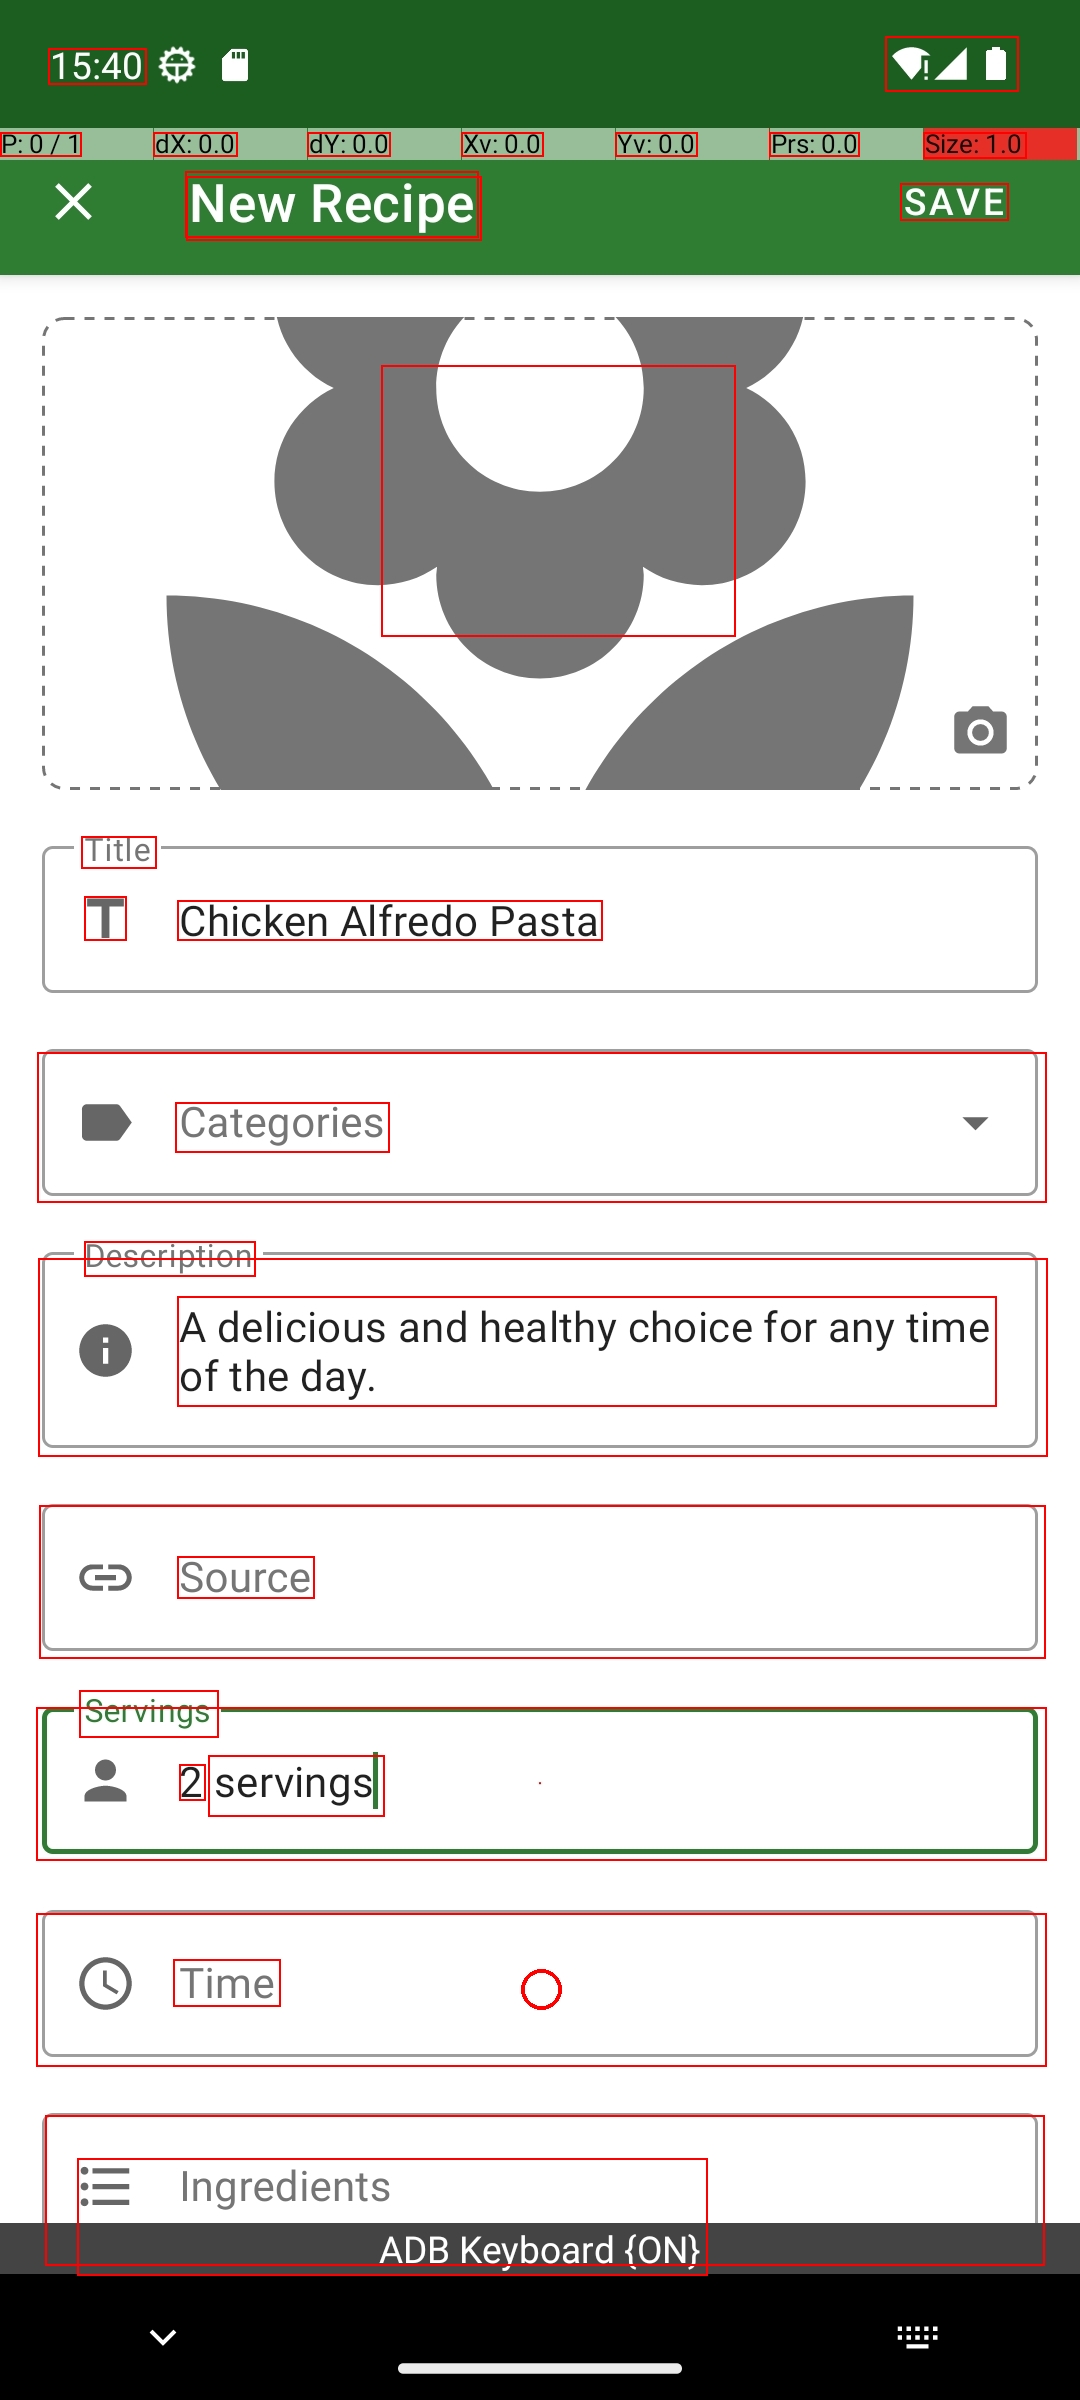 15:40
P: 0 / 1 dX: 0.0 dY: 0.0 Xv: 0.0 Yv: 0.0 Prs: 0.0 Size: 1.0
New Recipe SAVE
Title
T Chicken Alfredo Pasta
Categories
Description
A delicious and healthy choice for any time
of the day.
Source
Servings
2 servings
Time
Ingredients
ADB Keyboard {ON}